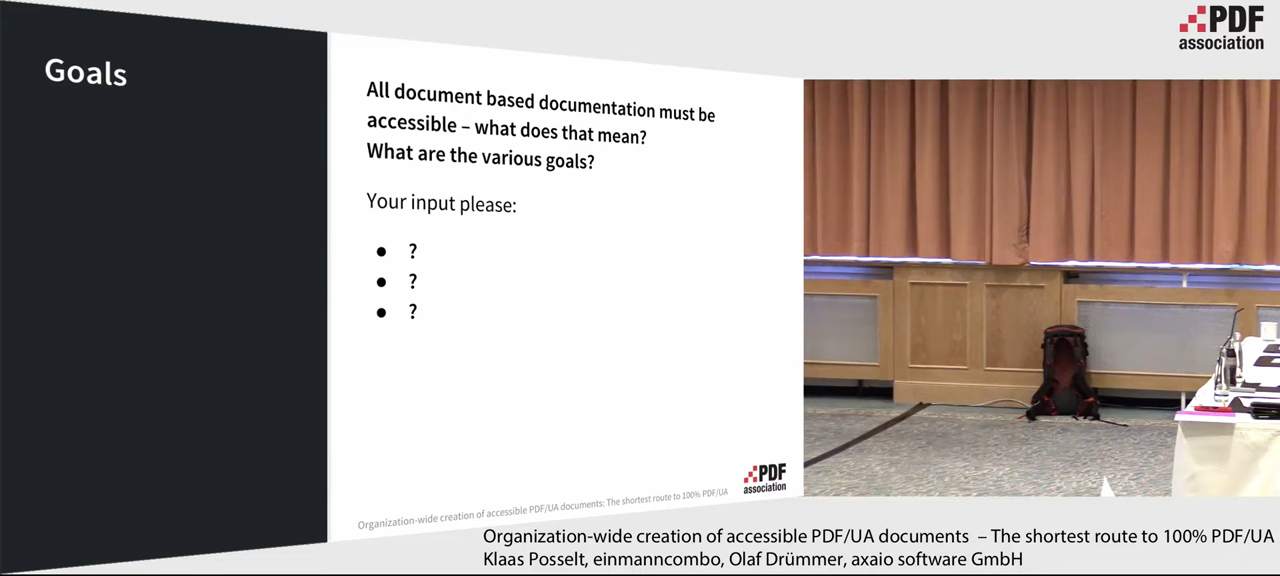 PDF
association
Goals
All document based documentation must be
accessible – what does that mean?
What are the various goals?
Your input please:
● ?
● ?
● ?
PDF
association
Organization-wide creation of accessible PDF/UA documents: The shortest route to 100% PDF/UA
Organization-wide creation of accessible PDF/UA documents – The shortest route to 100% PDF/UA
Klaas Posselt, einmanncombo, Olaf Drümmer, axaio software GmbH